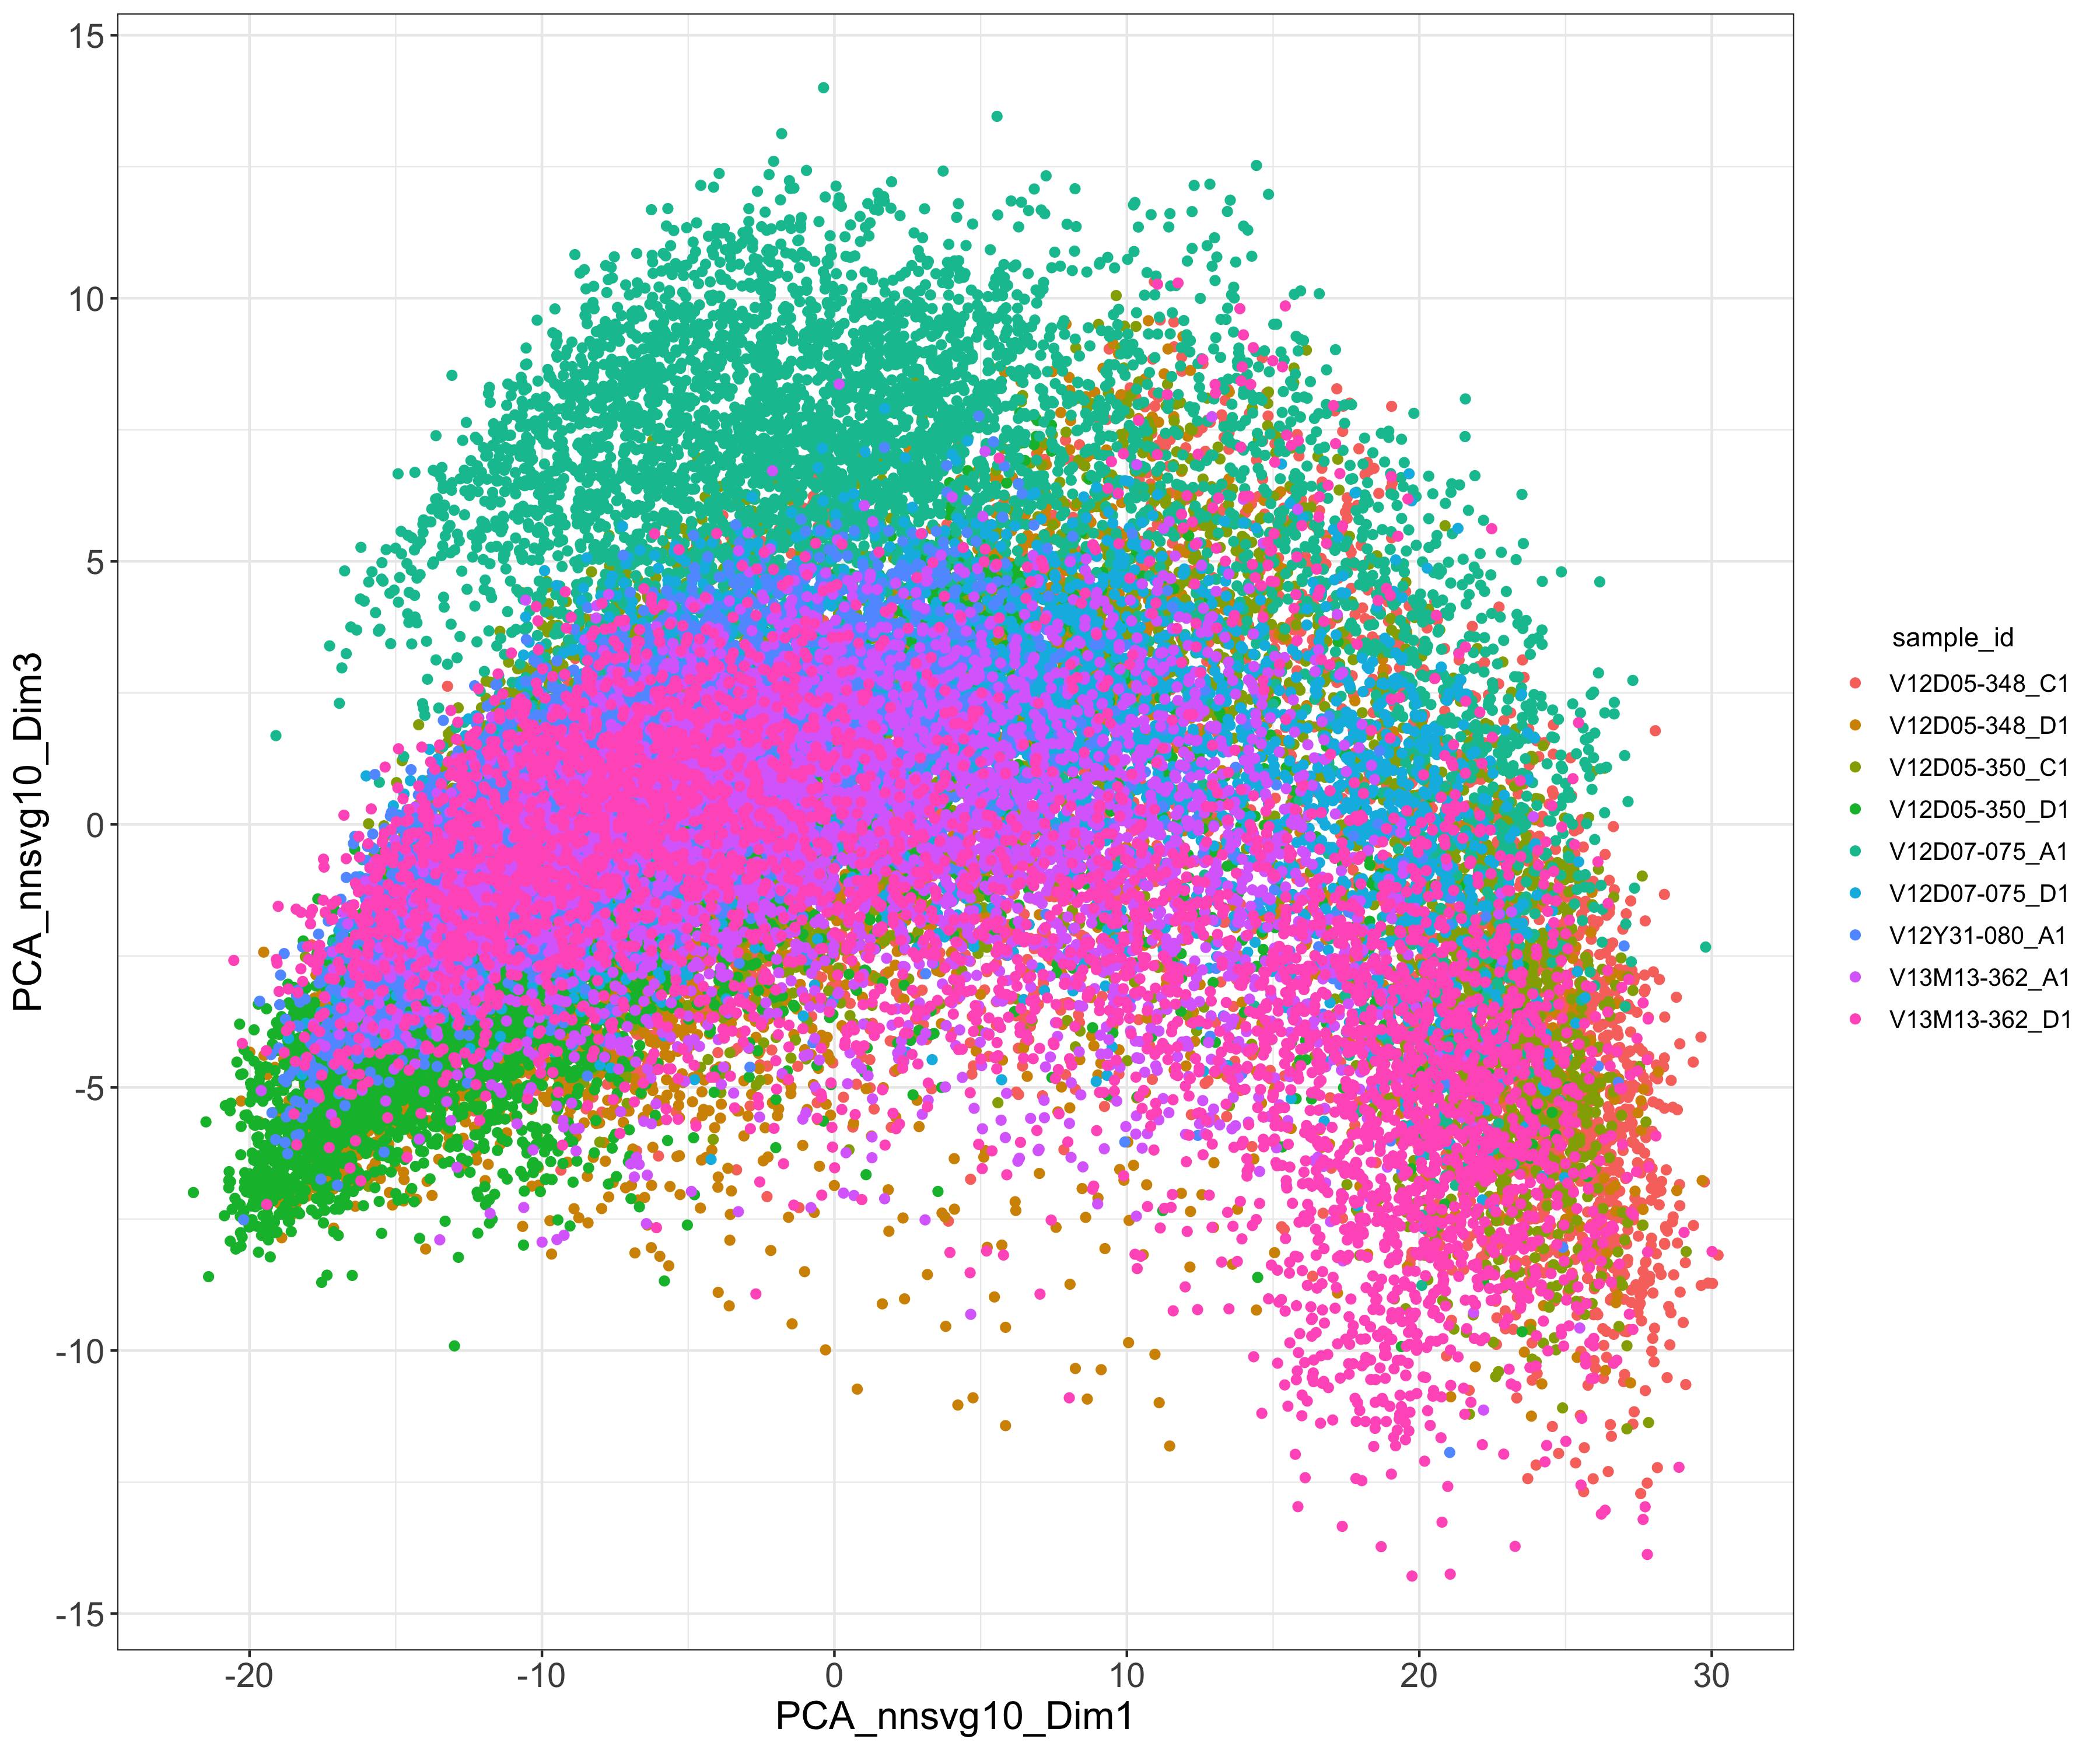 15
10
5
0
-5
-10
-15
PCA_nnsvg10_Dim3
-20
-10
0
10
20
30
PCA_nnsvg10_Dim1
sample_id
V12D05-348_C1
V12D05-348_D1
V12D05-350_C1
V12D05-350_D1
V12D07-075_A1
V12D07-075_D1
V12Y31-080_A1
V13M13-362_A1
V13M13-362_D1